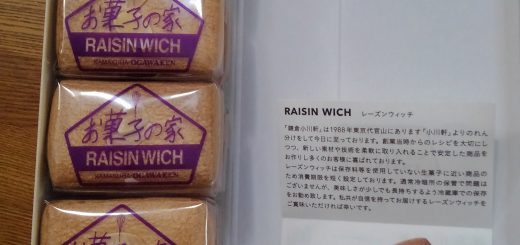 お菓子の家
RAISIN WICH
KAMAKURA OGAWAKEN
お菓子の家
RAISIN WICH
KAMAKURA OGAWAKEN
お菓子の家
RAISIN WICH レーズンウィッチ
「鎌倉小川軒」は1988年東京代官山にあります「小川軒」よりのれん
分けをして今日に至っております。創業当時からのレシピを大切にし
つつ、新しい素材や技術を柔軟に取り入れることで安定した商品を
お作りし多くのお客様に喜ばれております。
レーズンウィッチは保存料等を使用していない生菓子に近い商品の
ため消費期限を短く設定しております。通常冷暗所の保管で問題は
ございませんが、美味しさが少しでも長持ちするよう冷蔵庫での保存
をお勧め致します。私共が自信を持ってお届けするレーズンウィッチを
ご賞味いただければ幸いです。